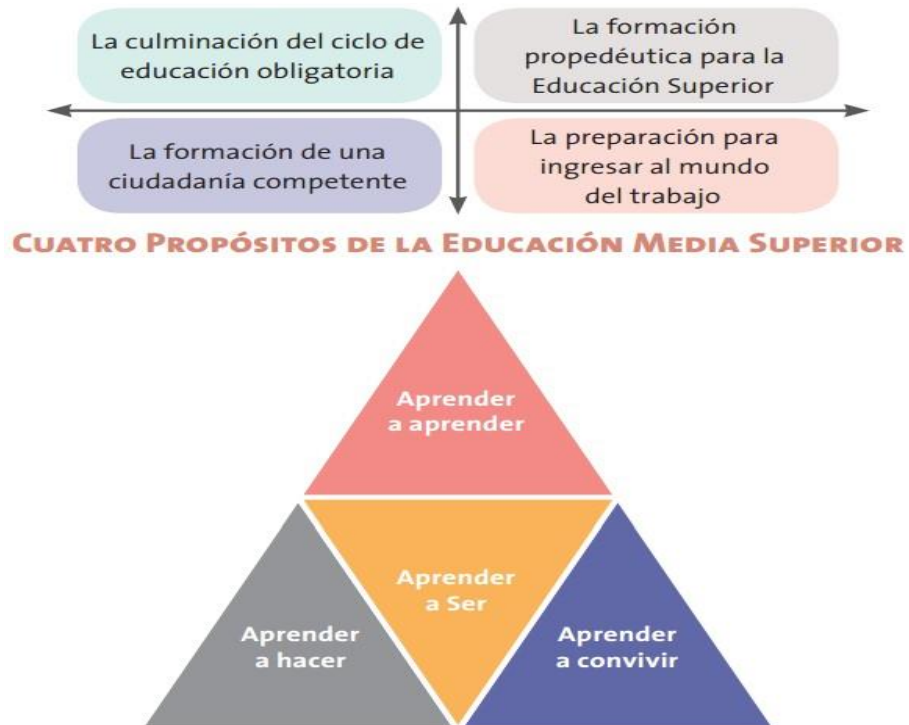 La culminación del ciclo de
educación obligatoria
La formación
propedéutica para la
Educación Superior
La formación de una
ciudadanía competente
La preparación para
ingresar al mundo
del trabajo
CUATRO PROPÓSITOS DE LA EDUCACIÓN MEDIA SUPERIOR
Aprender
a aprender
Aprender
a Ser
Aprender
a hacer
Aprender
a convivir